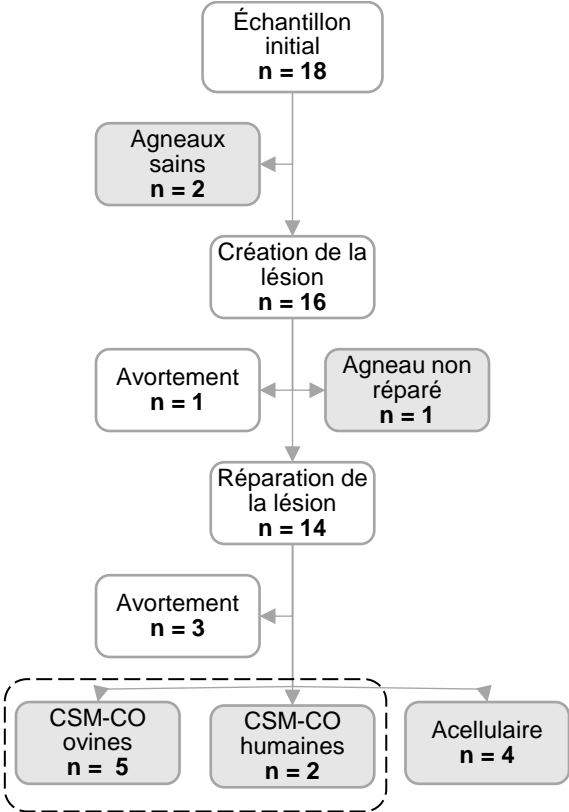 Échantillon
initial
n = 18
Agneaux
sains
n = 2
Création de la
lésion
n = 16
Avortement
n = 1
Agneau non
réparé
n = 1
Réparation de
la lésion
n = 14
Avortement
n = 3
CSM-CO
ovines
n = 5
CSM-CO
humaines
n = 2
Acellulaire
n = 4